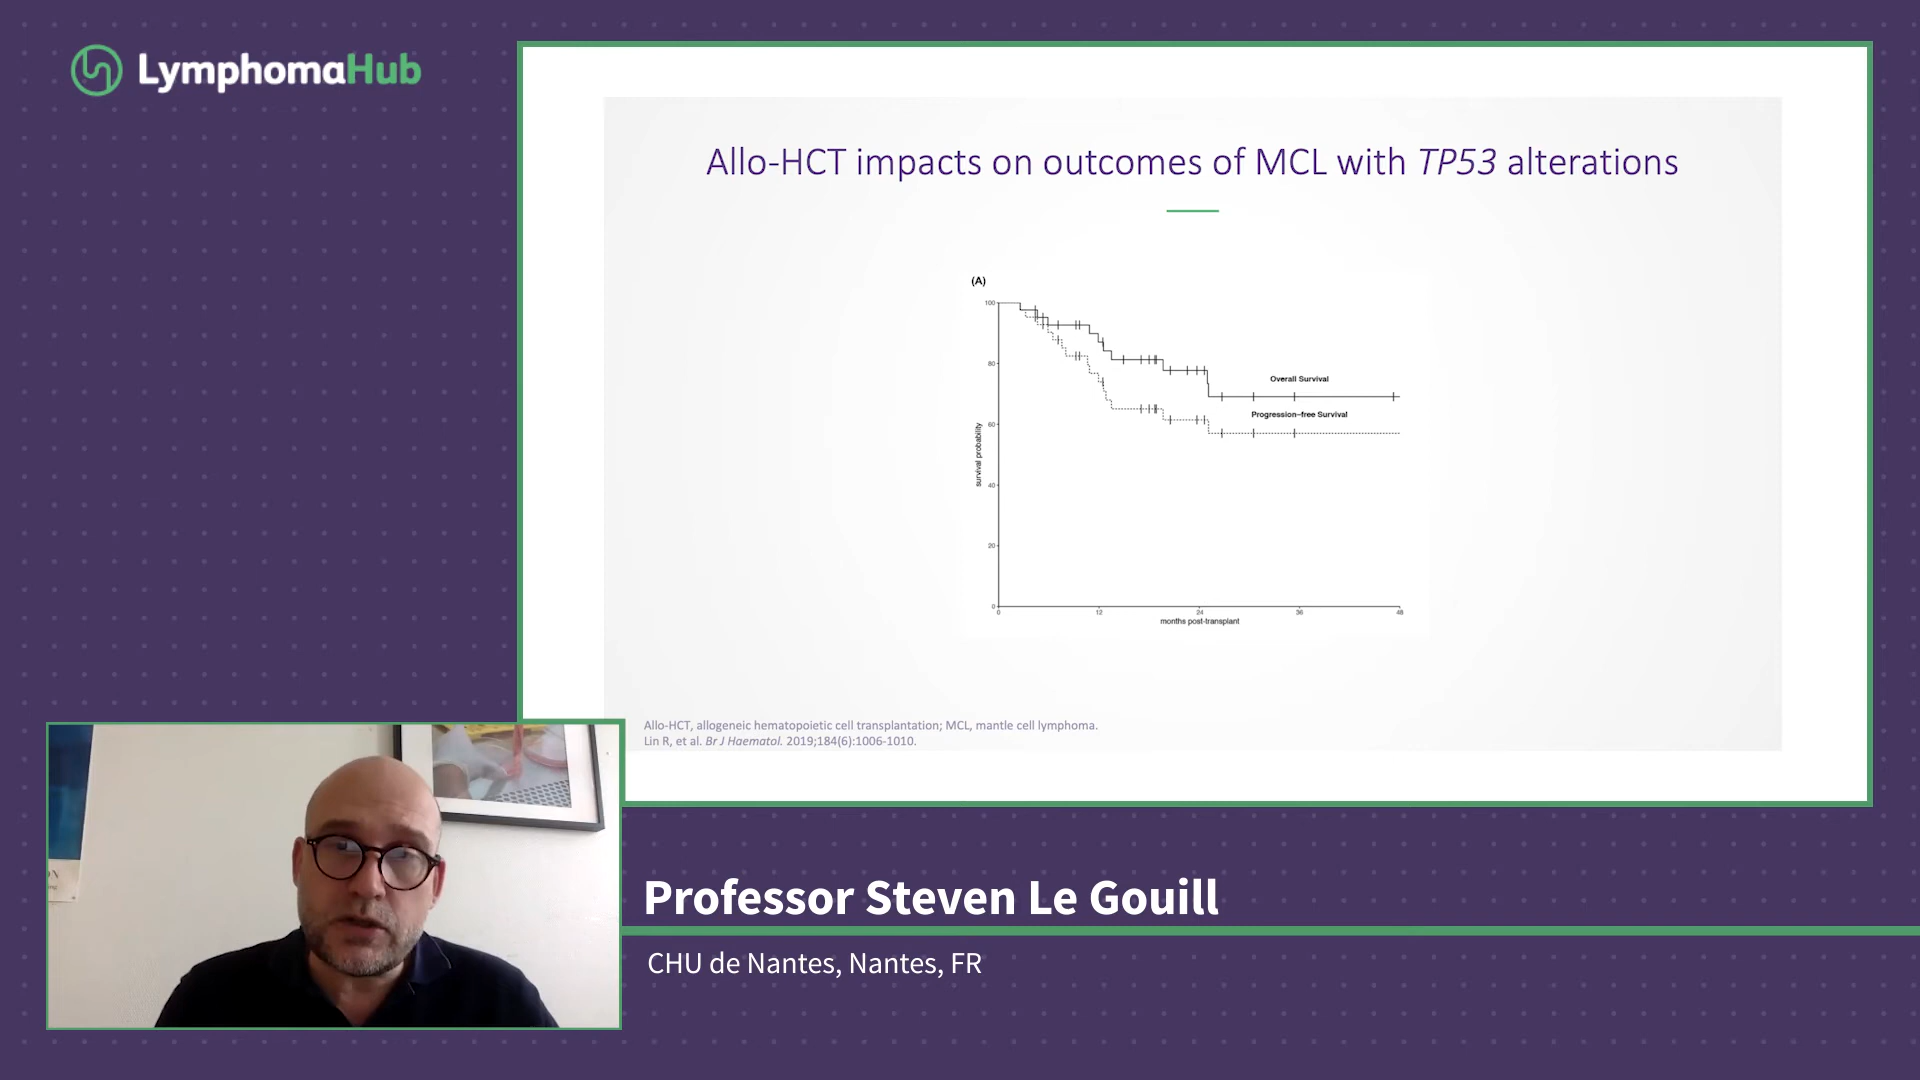 LymphomaHub
Allo-HCT impacts on outcomes of MCL with TP53 alterations
(A)
100
80
60
40
20
0
survival probability
Overall Survival
Progression-free Survival
0 12 24 36 48
months post-transplant
Allo-HCT, allogeneic hematopoietic cell transplantation; MCL, mantle cell lymphoma.
Lin R, et al. Br J Haematol. 2019;184(6):1006-1010.
Professor Steven Le Gouill
CHU de Nantes, Nantes, FR